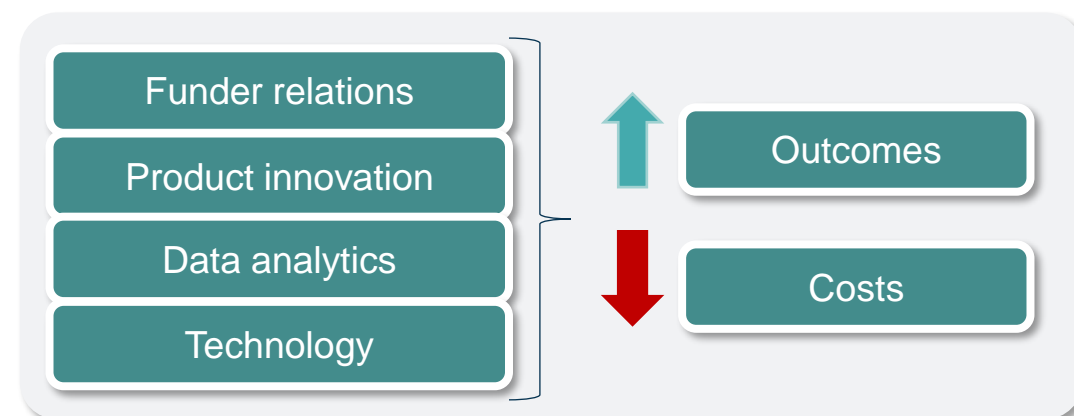 Funder relations
Product innovation
Data analytics
Technology
Outcomes
Costs